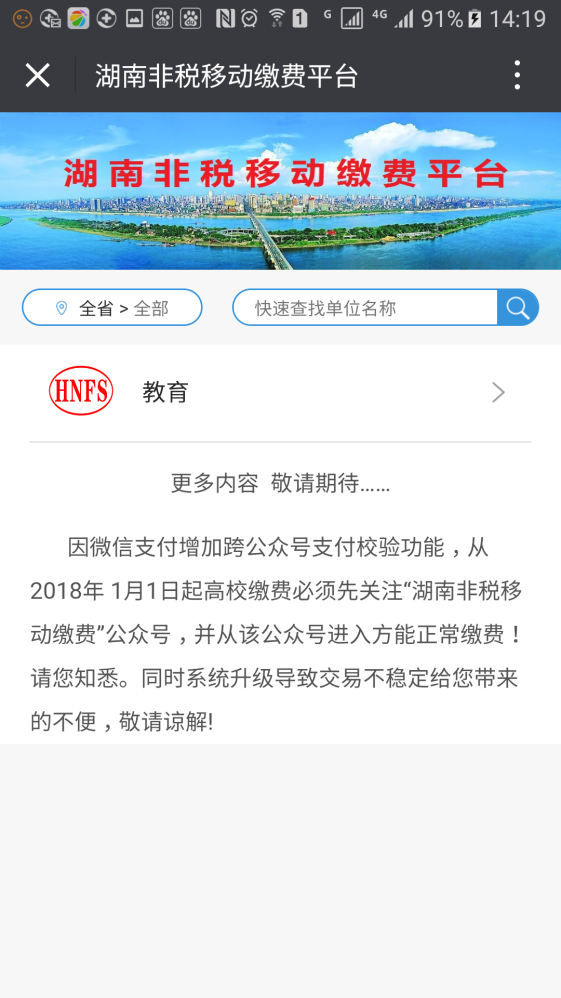 1 G 4G 91% 14:19
湖南非税移动缴费平台
湖南非税移动缴费平台
全省 > 全部
快速查找单位名称
HNFS 教育
更多内容 敬请期待……
因微信支付增加跨公众号支付校验功能，从
2018年 1月1日起高校缴费必须先关注“湖南非税移
动缴费”公众号，并从该公众号进入方能正常缴费！
请您知悉。同时系统升级导致交易不稳定给您带来
的不便，敬请谅解!